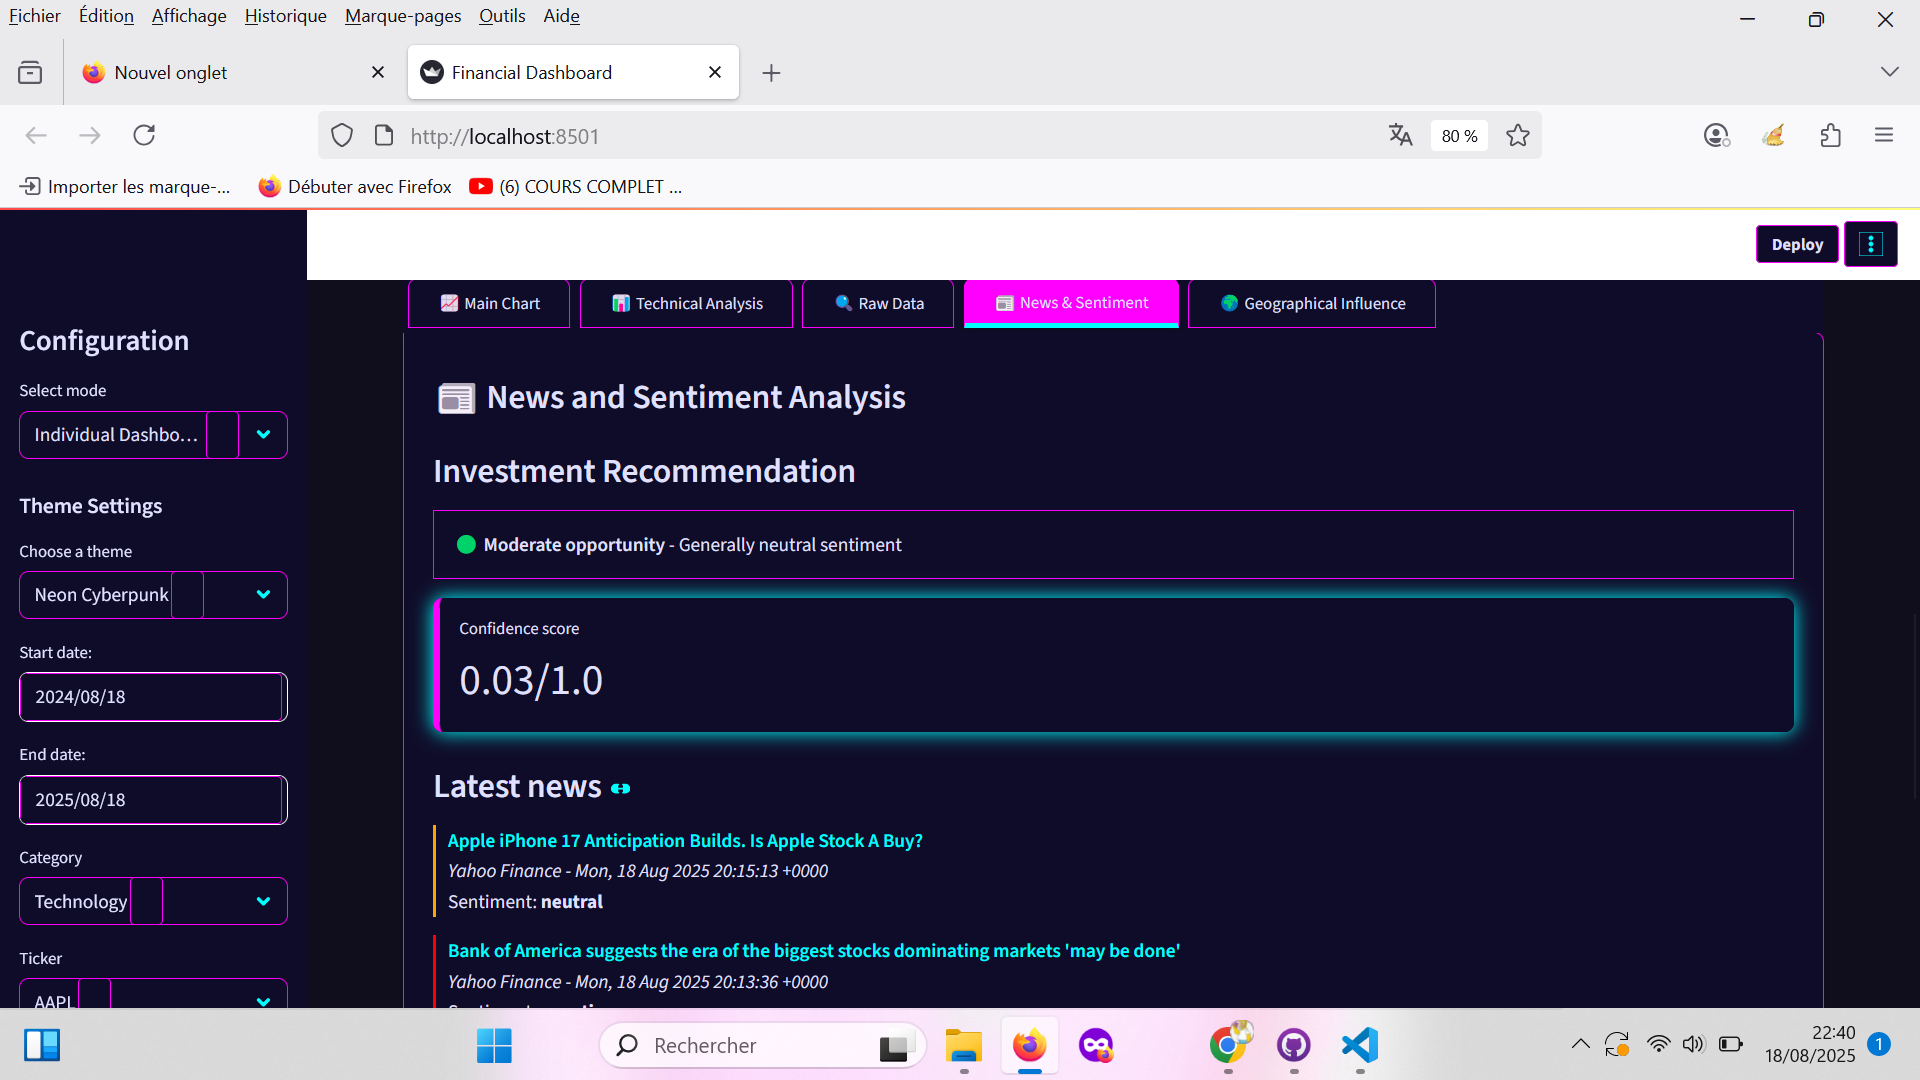 Fichier Édition Affichage Historique Marque-pages Outils Aide
Nouvel onglet
Financial Dashboard
http://localhost:8501
80 %
Importer les marque-...
Débuter avec Firefox
(6) COURS COMPLET ...
Deploy
Main Chart
Technical Analysis
Raw Data
News & Sentiment
Geographical Influence
Configuration
Select mode
Individual Dashbo...
Theme Settings
Choose a theme
Neon Cyberpunk
Start date:
2024/08/18
End date:
2025/08/18
Category
Technology
Ticker
AAPL
News and Sentiment Analysis
Investment Recommendation
Moderate opportunity - Generally neutral sentiment
Confidence score
0.03/1.0
Latest news
Apple iPhone 17 Anticipation Builds. Is Apple Stock A Buy?
Yahoo Finance - Mon, 18 Aug 2025 20:15:13 +0000
Sentiment: neutral
Bank of America suggests the era of the biggest stocks dominating markets 'may be done'
Yahoo Finance - Mon, 18 Aug 2025 20:13:36 +0000
Rechercher
22:40
18/08/2025
1